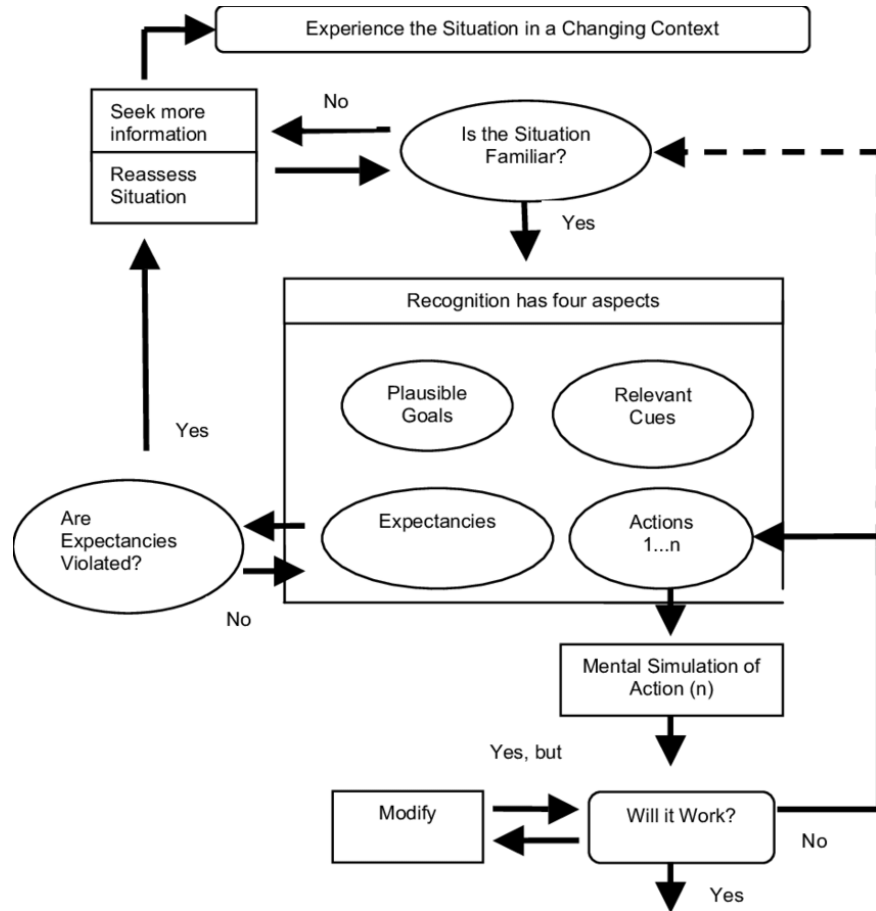 Experience the Situation in a Changing Context
No
Seek more
information
Is the Situation
Familiar?
Reassess
Situation
Yes
Recognition has four aspects
Plausible
Goals
Relevant
Cues
Yes
Are
Expectancies
Violated?
Expectancies
Actions
1...n
No
Mental Simulation of
Action (n)
Yes, but
Modify
Will it Work?
No
Yes